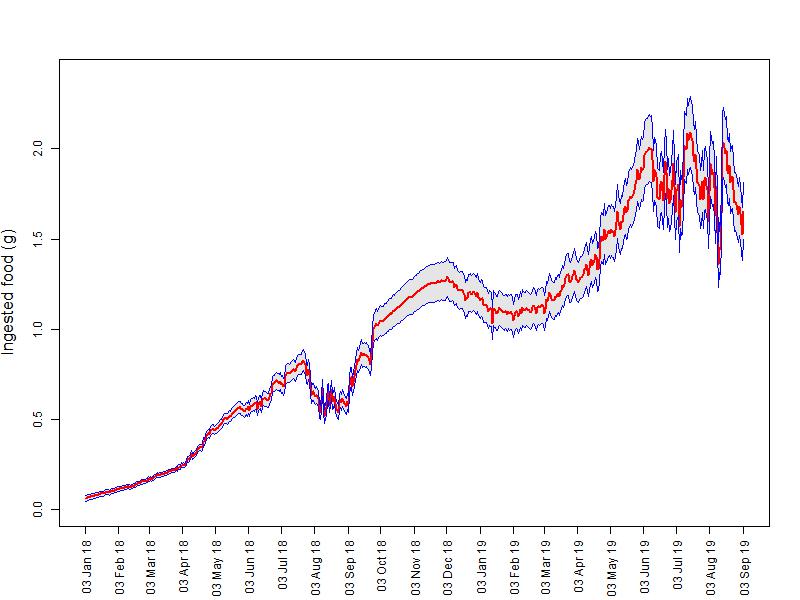 Ingested food (g)
2.0
1.5
1.0
0.5
0.0
03 Jan 18
03 Feb 18
03 Mar 18
03 Apr 18
03 May 18
03 Jun 18
03 Jul 18
03 Aug 18
03 Sep 18
03 Oct 18
03 Nov 18
03 Dec 18
03 Jan 19
03 Feb 19
03 Mar 19
03 Apr 19
03 May 19
03 Jun 19
03 Jul 19
03 Aug 19
03 Sep 19